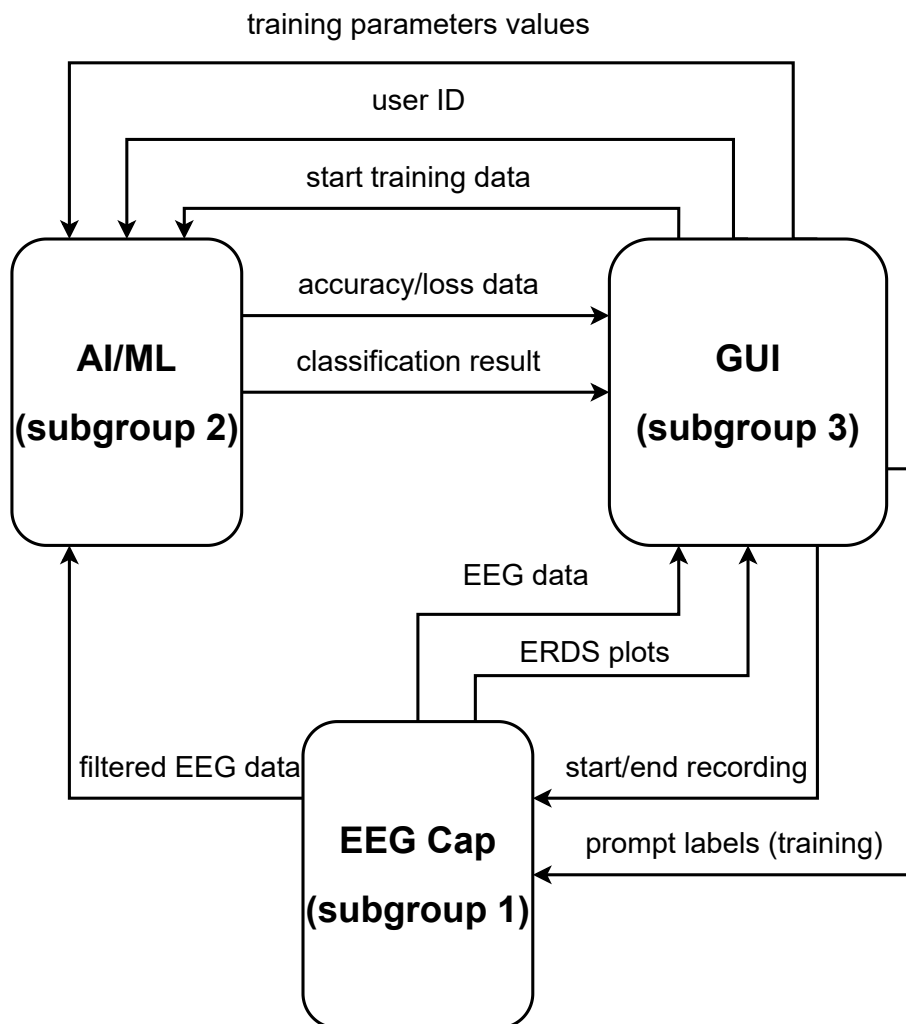 training parameters values
user ID
start training data
accuracy/loss data
AI/ML
(subgroup 2)
classification result
GUI
(subgroup 3)
EEG data
ERDS plots
filtered EEG data
start/end recording
EEG Cap
(subgroup 1)
prompt labels (training)